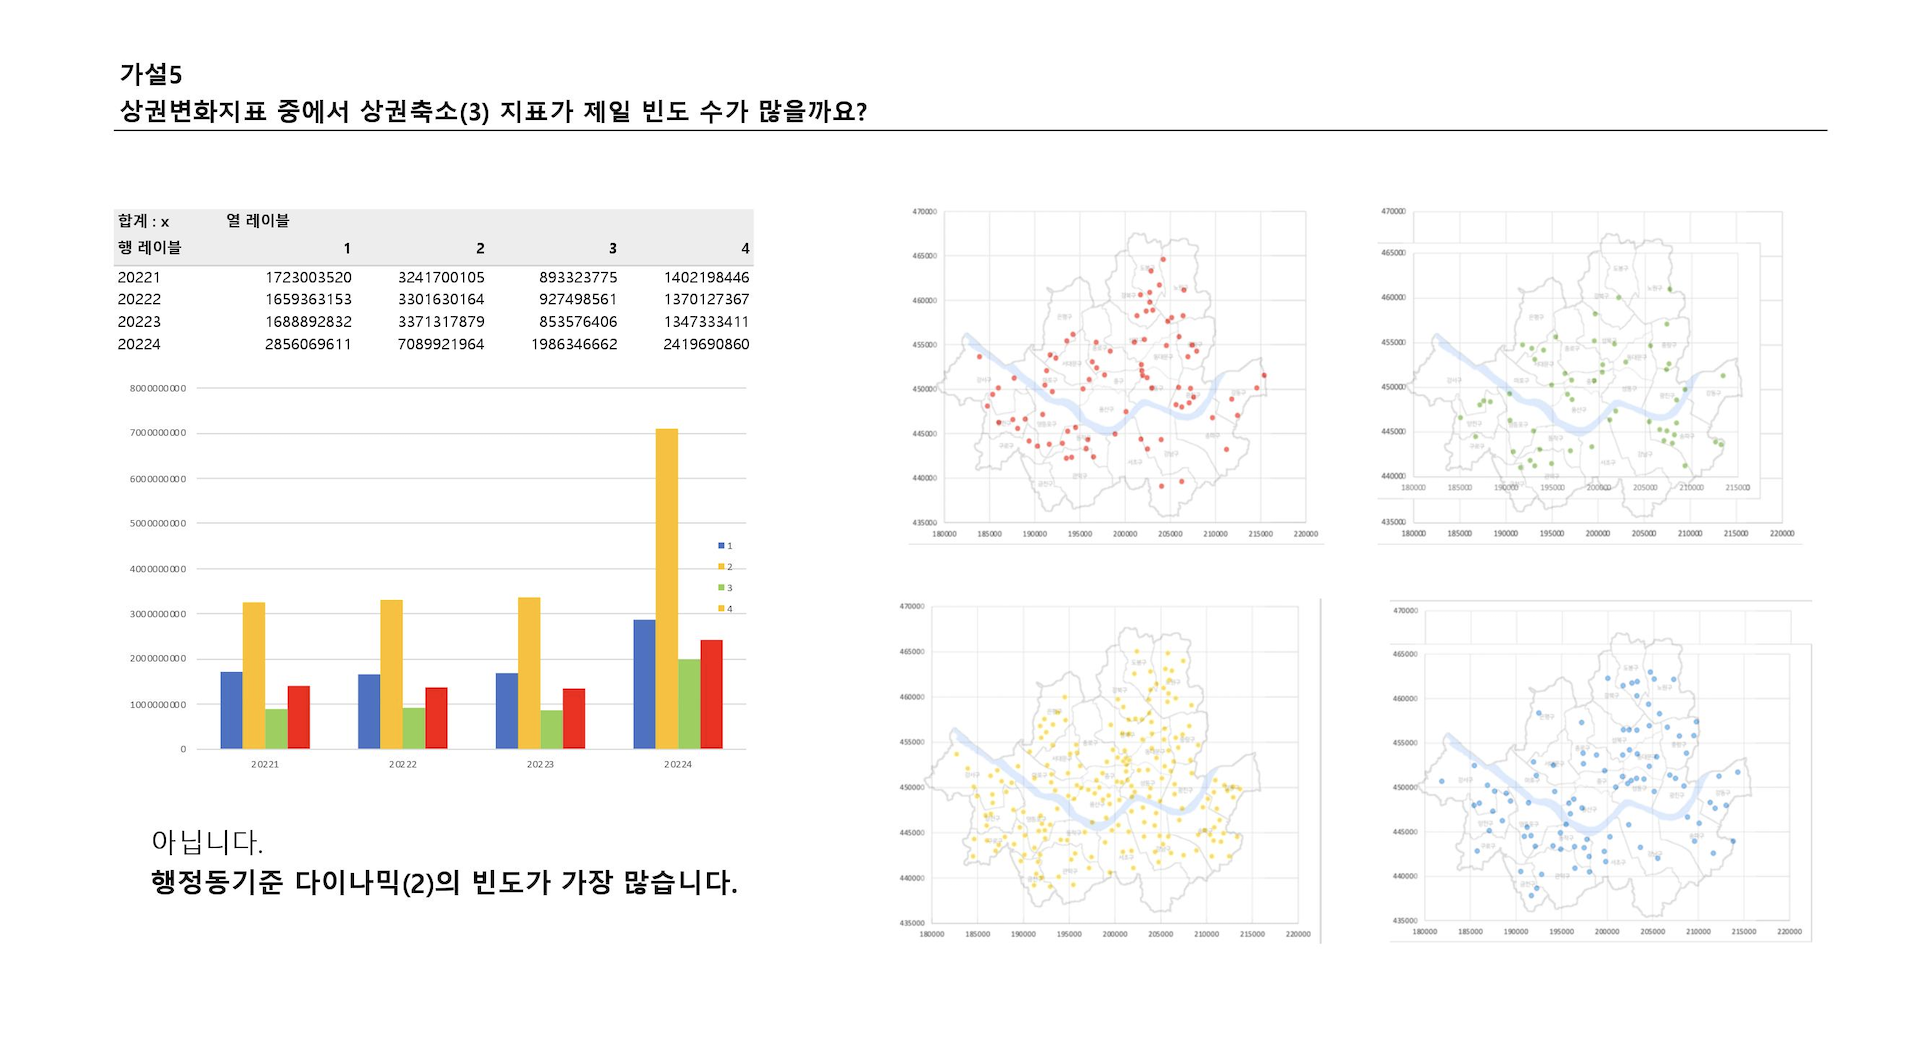 가설5
상권변화지표 중에서 상권축소(3) 지표가 제일 빈도 수가 많을까요?
합계 : x 열 레이블
행 레이블 1 2 3 4
20221 1723003520 3241700105 893323775 1402198446
20222 1659363153 3301630164 927498561 1370127367
20223 1688892832 3371317879 853576406 1347333411
20224 2856069611 7089921964 1986346662 2419690860
8000000000
7000000000
6000000000
5000000000
4000000000
3000000000
2000000000
1000000000
0
20221 20222 20223 20224
1
2
3
4
아닙니다.
행정동기준 다이나믹(2)의 빈도가 가장 많습니다.
470000
465000
460000
455000
450000
445000
440000
435000
180000 185000 190000 195000 200000 205000 210000 215000 220000
470000
465000
460000
455000
450000
445000
440000
435000
180000 185000 190000 195000 200000 205000 210000 215000
180000 185000 190000 195000 200000 205000 210000 215000 220000
470000
465000
460000
455000
450000
445000
440000
435000
180000 185000 190000 195000 200000 205000 210000 215000 220000
470000
465000
460000
455000
450000
445000
440000
435000
180000 185000 190000 195000 200000 205000 210000 215000 220000